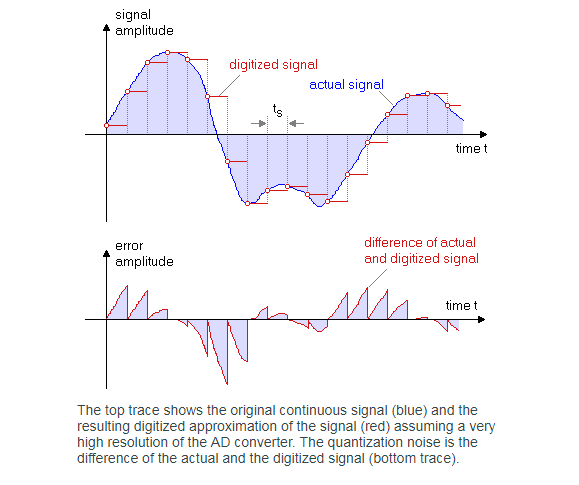 signal
amplitude
digitized signal
actual signal
ts
time t
error
amplitude
difference of actual
and digitized signal
time t
The top trace shows the original continuous signal (blue) and the
resulting digitized approximation of the signal (red) assuming a very
high resolution of the AD converter. The quantization noise is the
difference of the actual and the digitized signal (bottom trace).